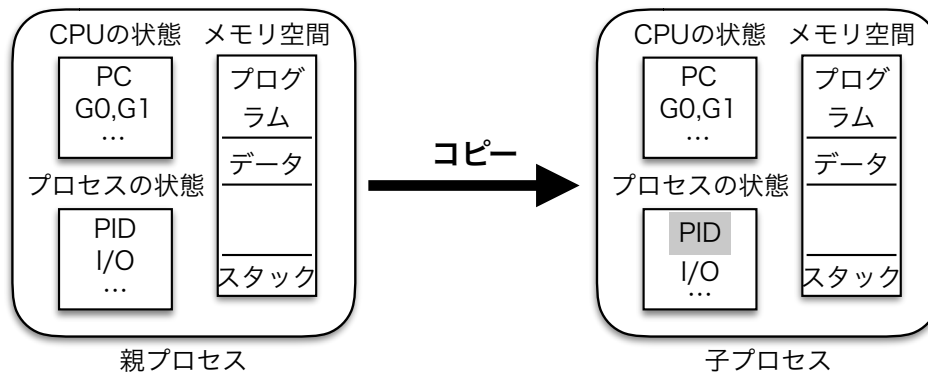 CPUの状態
メモリ空間
PC
G0,G1
…
プログ
ラム
データ
スタック
プロセスの状態
PID
I/O
…
親プロセス
コピー
CPUの状態
メモリ空間
PC
G0,G1
…
プログ
ラム
データ
スタック
プロセスの状態
PID
I/O
…
子プロセス